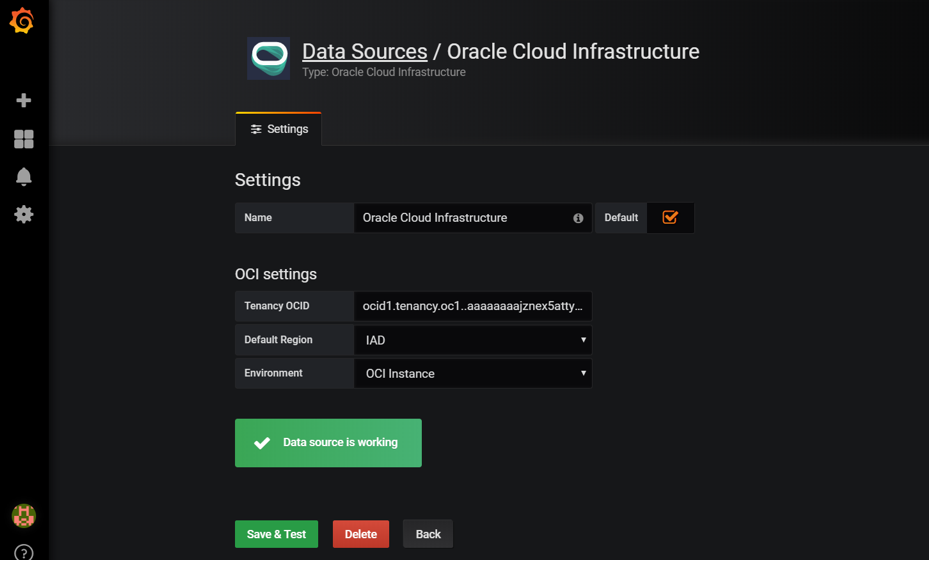 Data Sources / Oracle Cloud Infrastructure
Type: Oracle Cloud Infrastructure
Settings
Settings
Name Oracle Cloud Infrastructure Default
OCI settings
Tenancy OCID ocid1.tenancy.oc1..aaaaaaaajznex5atty...
Default Region IAD
Environment OCI Instance
Data source is working
Save & Test Delete Back